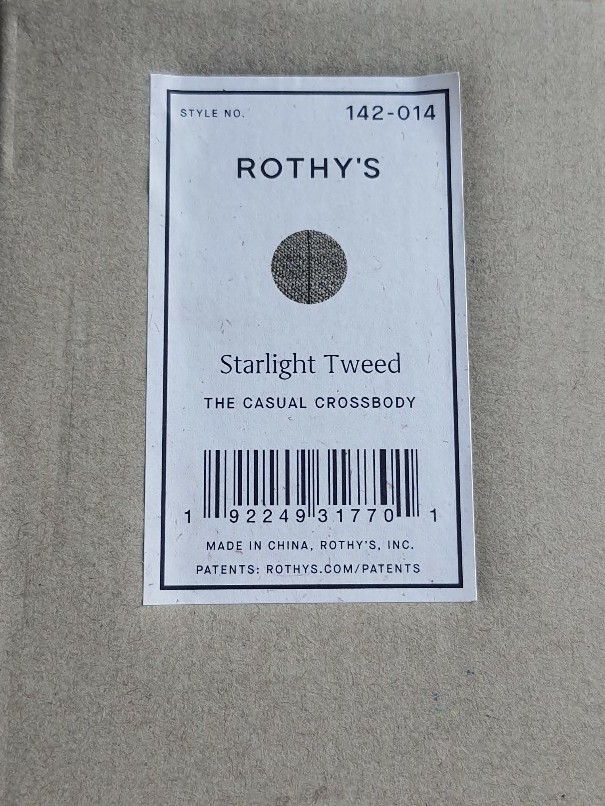 STYLE NO. 142-014
ROTHY'S
Starlight Tweed
THE CASUAL CROSSBODY
1 92249 31770 1
MADE IN CHINA, ROTHY'S, INC.
PATENTS: ROTHYS.COM/PATENTS